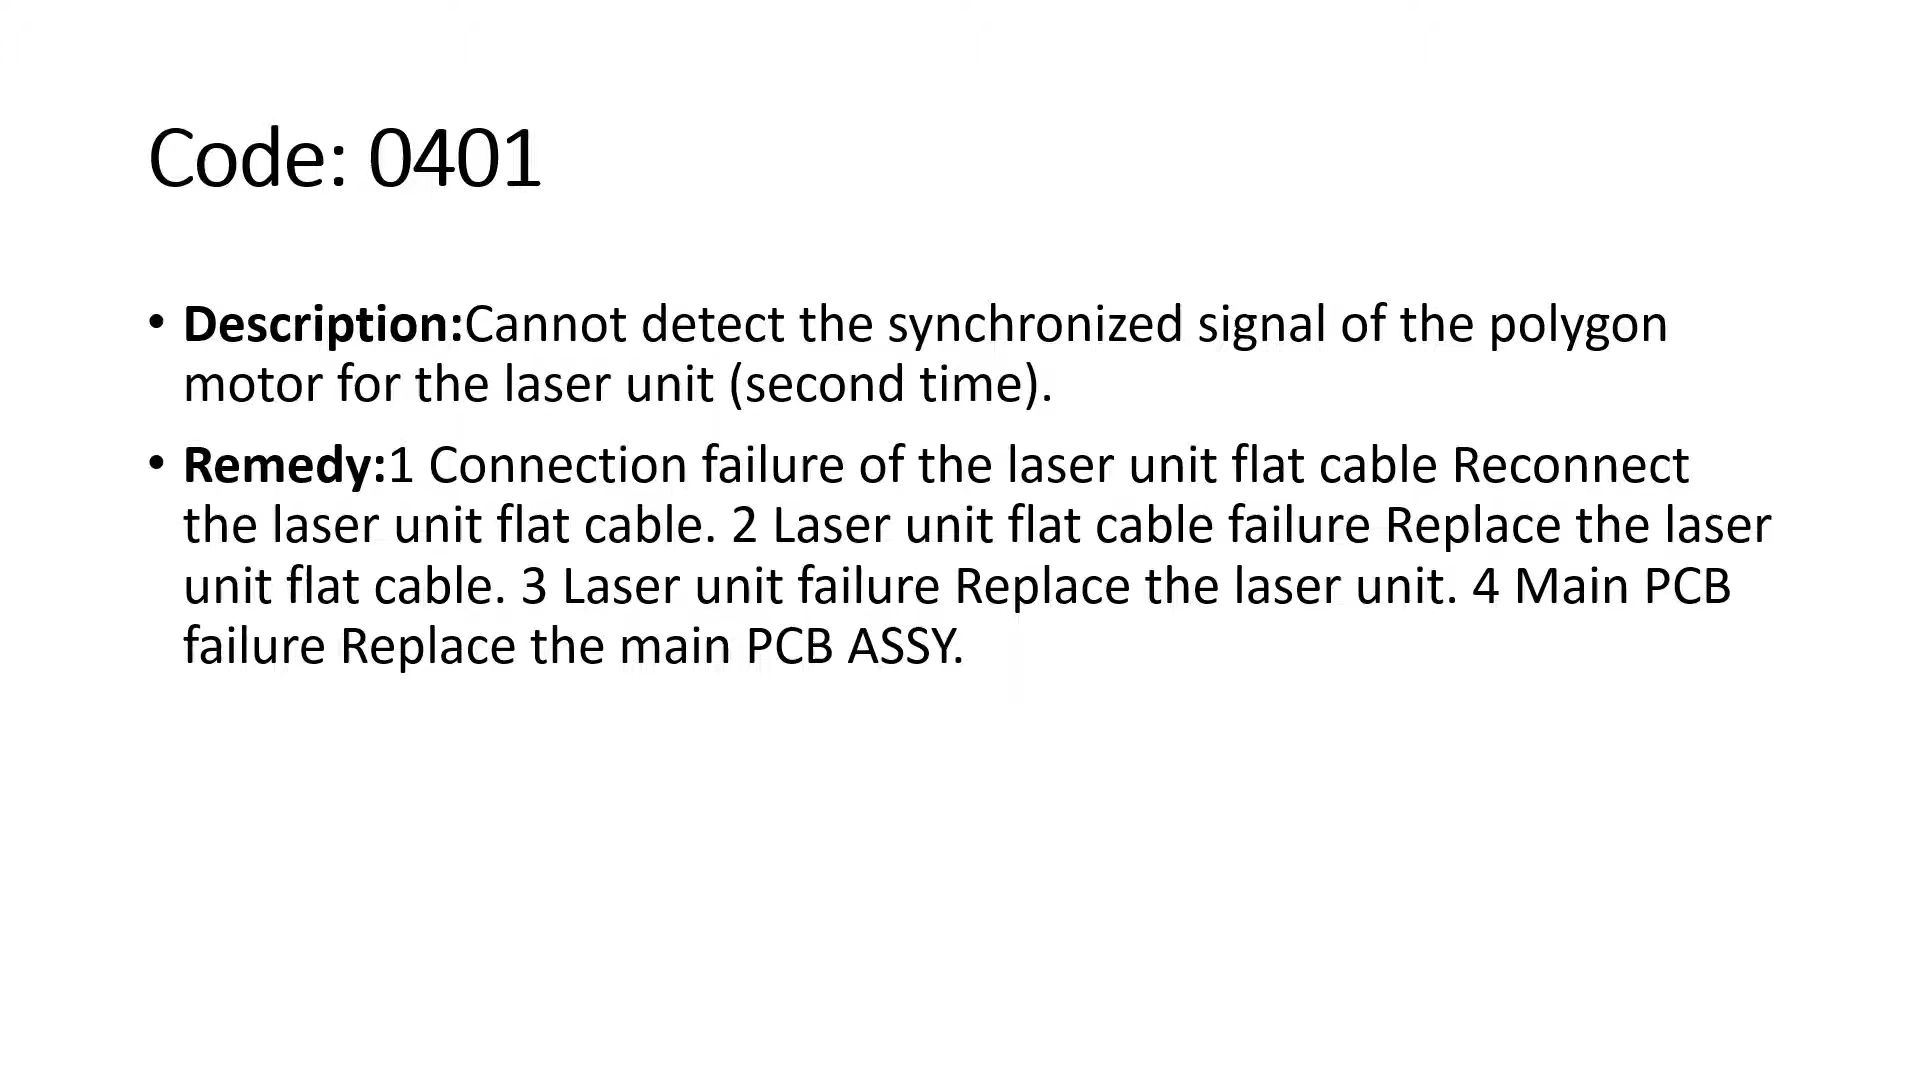 Code: 0401
• Description:Cannot detect the synchronized signal of the polygon
motor for the laser unit (second time).
• Remedy:1 Connection failure of the laser unit flat cable Reconnect
the laser unit flat cable. 2 Laser unit flat cable failure Replace the laser
unit flat cable. 3 Laser unit failure Replace the laser unit. 4 Main PCB
failure Replace the main PCB ASSY.